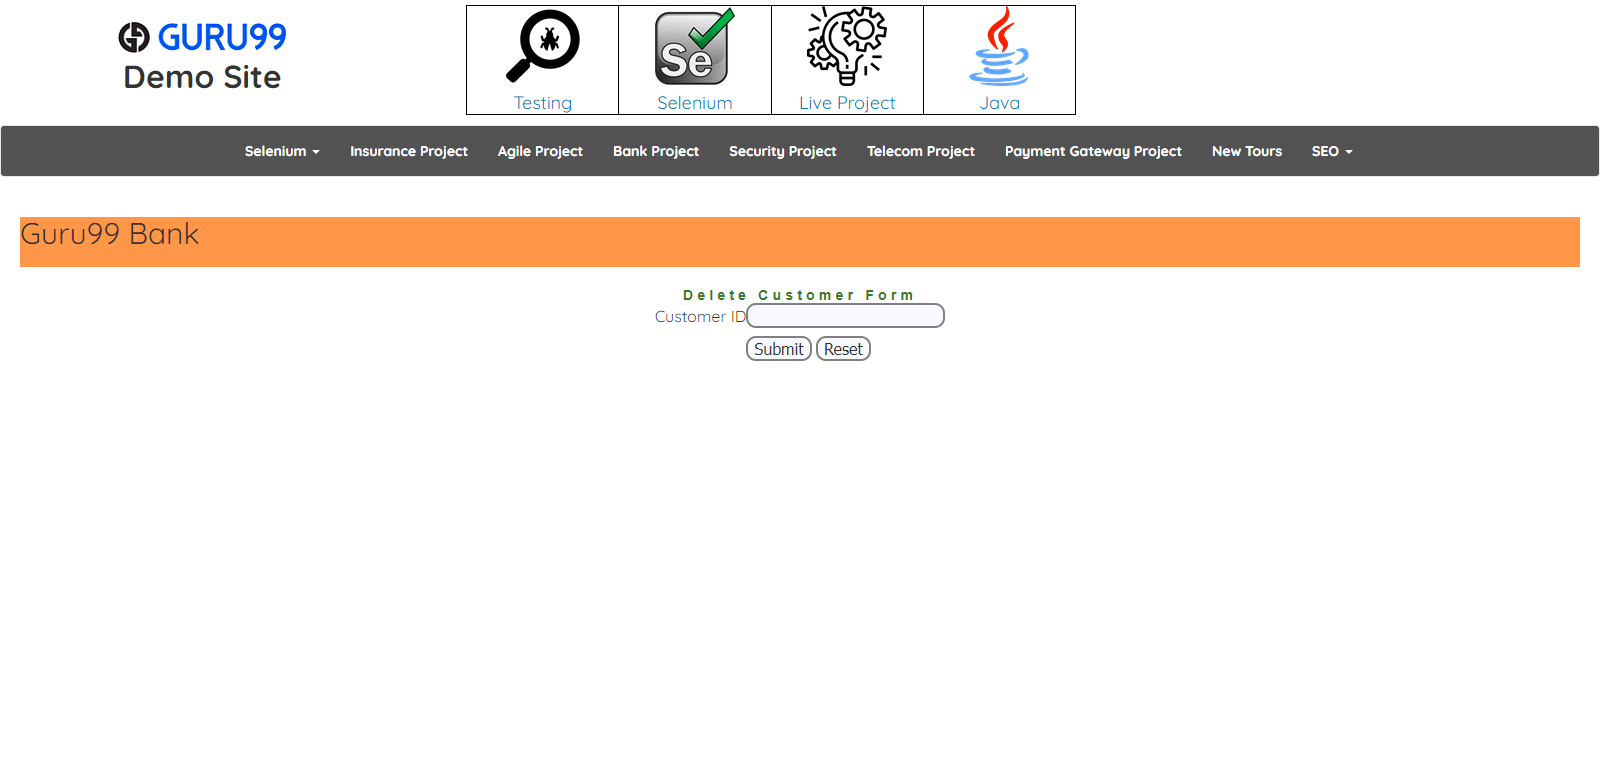 GURU99
Demo Site
Se
Testing
Selenium
Live Project
Java
Selenium
Insurance Project
Agile Project
Bank Project
Security Project
Telecom Project
Payment Gateway Project
New Tours
SEO
Guru99 Bank
Delete Customer Form
Customer ID
Submit
Reset